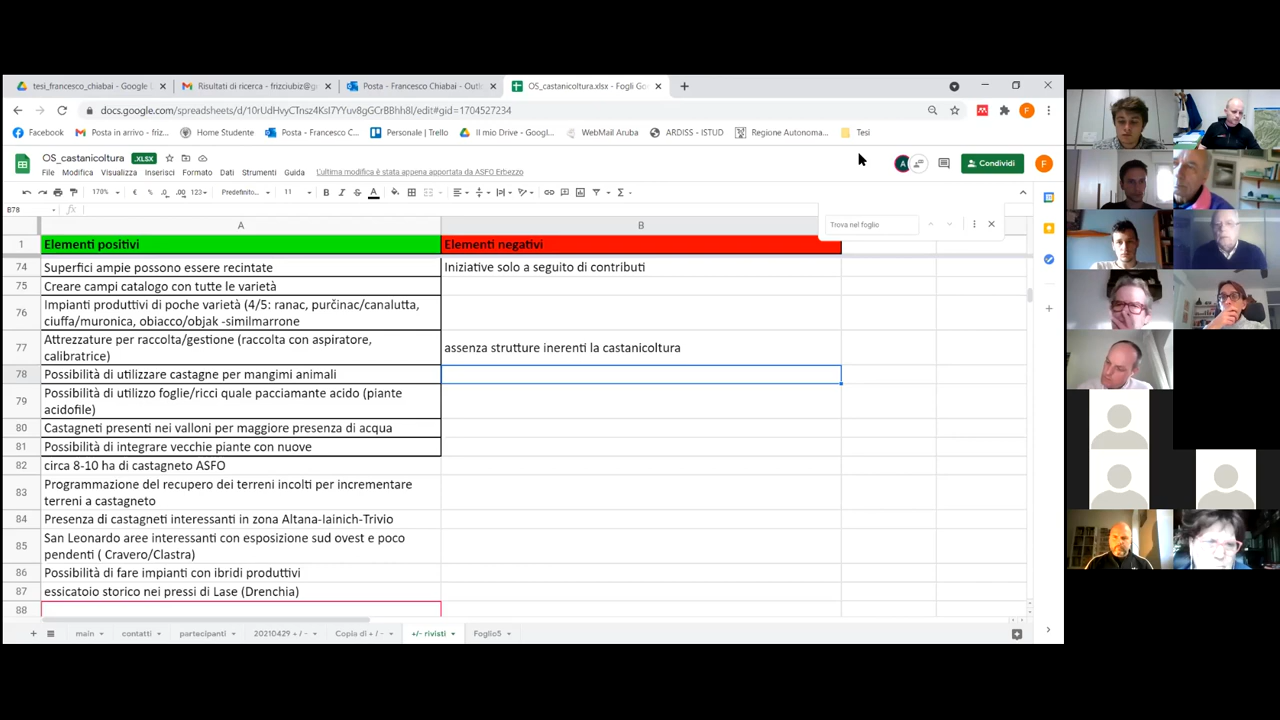 tesi_francesco_chiabai - Google
Risultati di ricerca - frizciubiz@g
Posta - Francesco Chiabai - Outl
OS_castanicoltura.xlsx - Fogli Go
docs.google.com/spreadsheets/d/10rUdHvyCTnsz4KsI7YYuv8gGCrBBhh8l/edit#gid=1704527234
Facebook
Posta in arrivo - friz...
Home Studente
Posta - Francesco C...
Personale | Trello
Il mio Drive - Googl...
WebMail Aruba
ARDISS - ISTUD
Regione Autonoma...
Tesi
OS_castanicoltura .XLSX
File Modifica Visualizza Inserisci Formato Dati Strumenti Guida L'ultima modifica è stata appena apportata da ASFO Erbezzo
Condividi
170% € % .0 .00 123 Predefinito... 11
B78
Trova nel foglio
A B
1 Elementi positivi Elementi negativi
74 Superfici ampie possono essere recintate Iniziative solo a seguito di contributi
75 Creare campi catalogo con tutte le varietà
76 Impianti produttivi di poche varietà (4/5: ranac, purčinac/canalutta,
ciuffa/muronica, obiacco/objak -similmarrone
77 Attrezzature per raccolta/gestione (raccolta con aspiratore,
calibratrice) assenza strutture inerenti la castanicoltura
78 Possibilità di utilizzare castagne per mangimi animali
79 Possibilità di utilizzo foglie/ricci quale pacciamante acido (piante
acidofile)
80 Castagneti presenti nei valloni per maggiore presenza di acqua
81 Possibilità di integrare vecchie piante con nuove
82 circa 8-10 ha di castagneto ASFO
83 Programmazione del recupero dei terreni incolti per incrementare
terreni a castagneto
84 Presenza di castagneti interessanti in zona Altana-Iainich-Trivio
85 San Leonardo aree interessanti con esposizione sud ovest e poco
pendenti ( Cravero/Clastra)
86 Possibilità di fare impianti con ibridi produttivi
87 essicatoio storico nei pressi di Lase (Drenchia)
88
main contatti partecipanti 20210429 + / - Copia di + / - +/- rivisti Foglio5